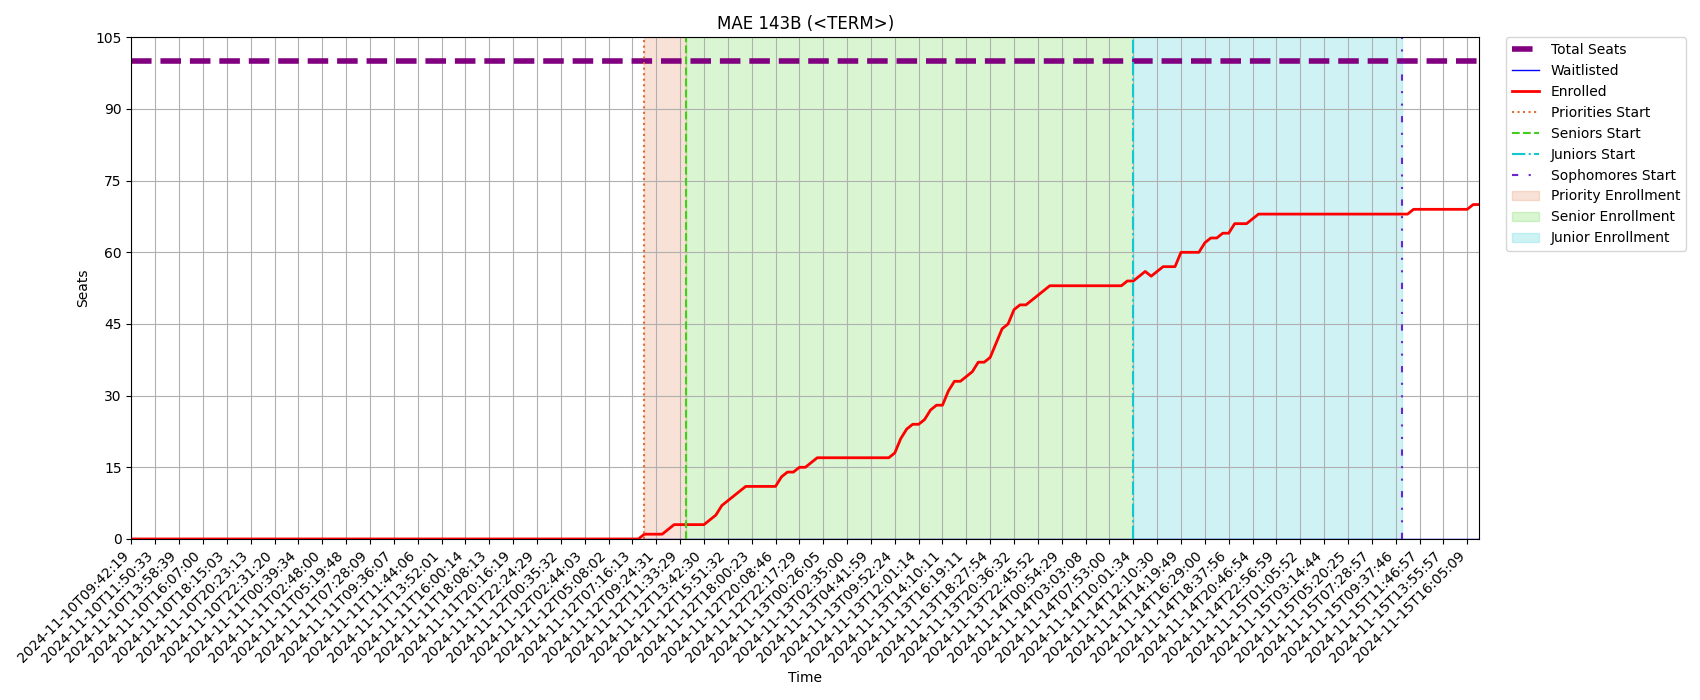 MAE 143B (<TERM>)
105
90
75
60
45
30
15
0
Seats
2024-11-10T09:42:19
2024-11-10T11:50:33
2024-11-10T13:58:39
2024-11-10T16:07:00
2024-11-10T18:15:03
2024-11-10T20:23:13
2024-11-10T22:31:20
2024-11-11T00:39:34
2024-11-11T02:48:00
2024-11-11T05:19:48
2024-11-11T07:28:09
2024-11-11T09:36:07
2024-11-11T11:44:06
2024-11-11T13:52:01
2024-11-11T16:00:14
2024-11-11T18:08:13
2024-11-11T20:16:19
2024-11-11T22:24:29
2024-11-12T00:35:32
2024-11-12T02:44:03
2024-11-12T05:08:02
2024-11-12T07:16:13
2024-11-12T09:24:31
2024-11-12T11:33:29
2024-11-12T13:42:30
2024-11-12T15:51:32
2024-11-12T18:00:23
2024-11-12T20:08:46
2024-11-12T22:17:29
2024-11-13T00:26:05
2024-11-13T02:35:00
2024-11-13T04:41:59
2024-11-13T09:52:24
2024-11-13T12:01:14
2024-11-13T14:10:11
2024-11-13T16:19:11
2024-11-13T18:27:54
2024-11-13T20:36:32
2024-11-13T22:45:52
2024-11-14T00:54:29
2024-11-14T03:03:08
2024-11-14T07:53:00
2024-11-14T10:01:34
2024-11-14T12:10:30
2024-11-14T14:19:49
2024-11-14T16:29:00
2024-11-14T18:37:56
2024-11-14T20:46:54
2024-11-14T22:56:59
2024-11-15T01:05:52
2024-11-15T03:14:44
2024-11-15T05:20:25
2024-11-15T07:28:57
2024-11-15T09:37:46
2024-11-15T11:46:57
2024-11-15T13:55:57
2024-11-15T16:05:09
Time
Total Seats
Waitlisted
Enrolled
Priorities Start
Seniors Start
Juniors Start
Sophomores Start
Priority Enrollment
Senior Enrollment
Junior Enrollment